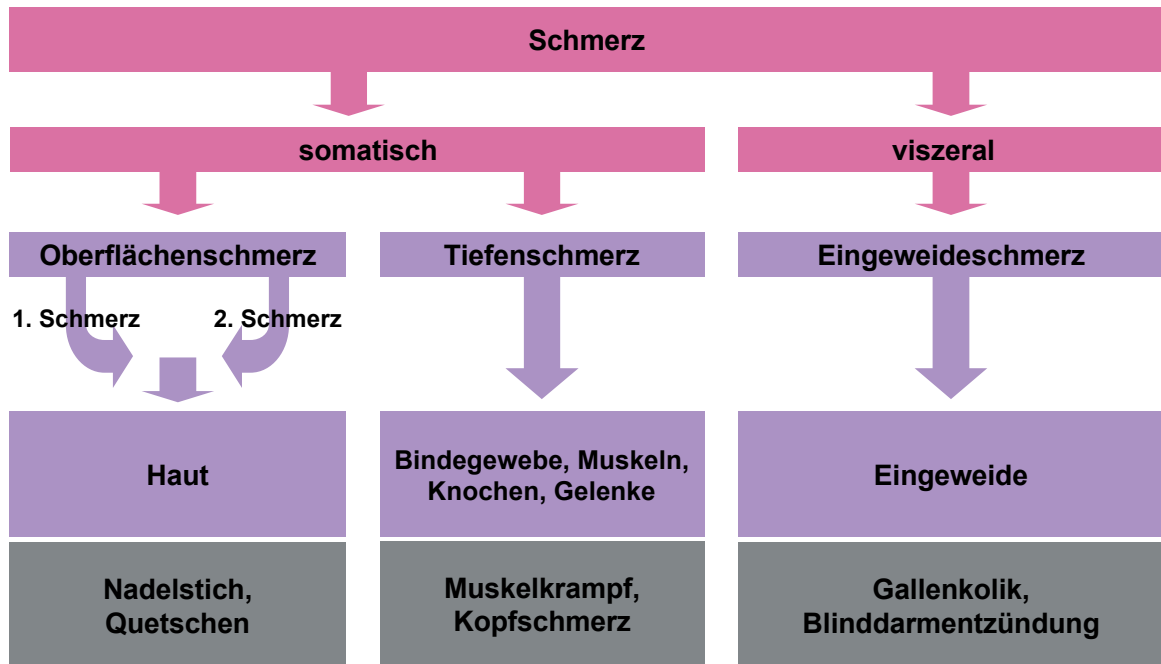 Schmerz
somatisch
viszeral
Oberflächenschmerz
Tiefenschmerz
Eingeweideschmerz
1. Schmerz
2. Schmerz
Haut
Bindegewebe, Muskeln,
Knochen, Gelenke
Eingeweide
Nadelstich,
Quetschen
Muskelkrampf,
Kopfschmerz
Gallenkolik,
Blinddarmentzündung